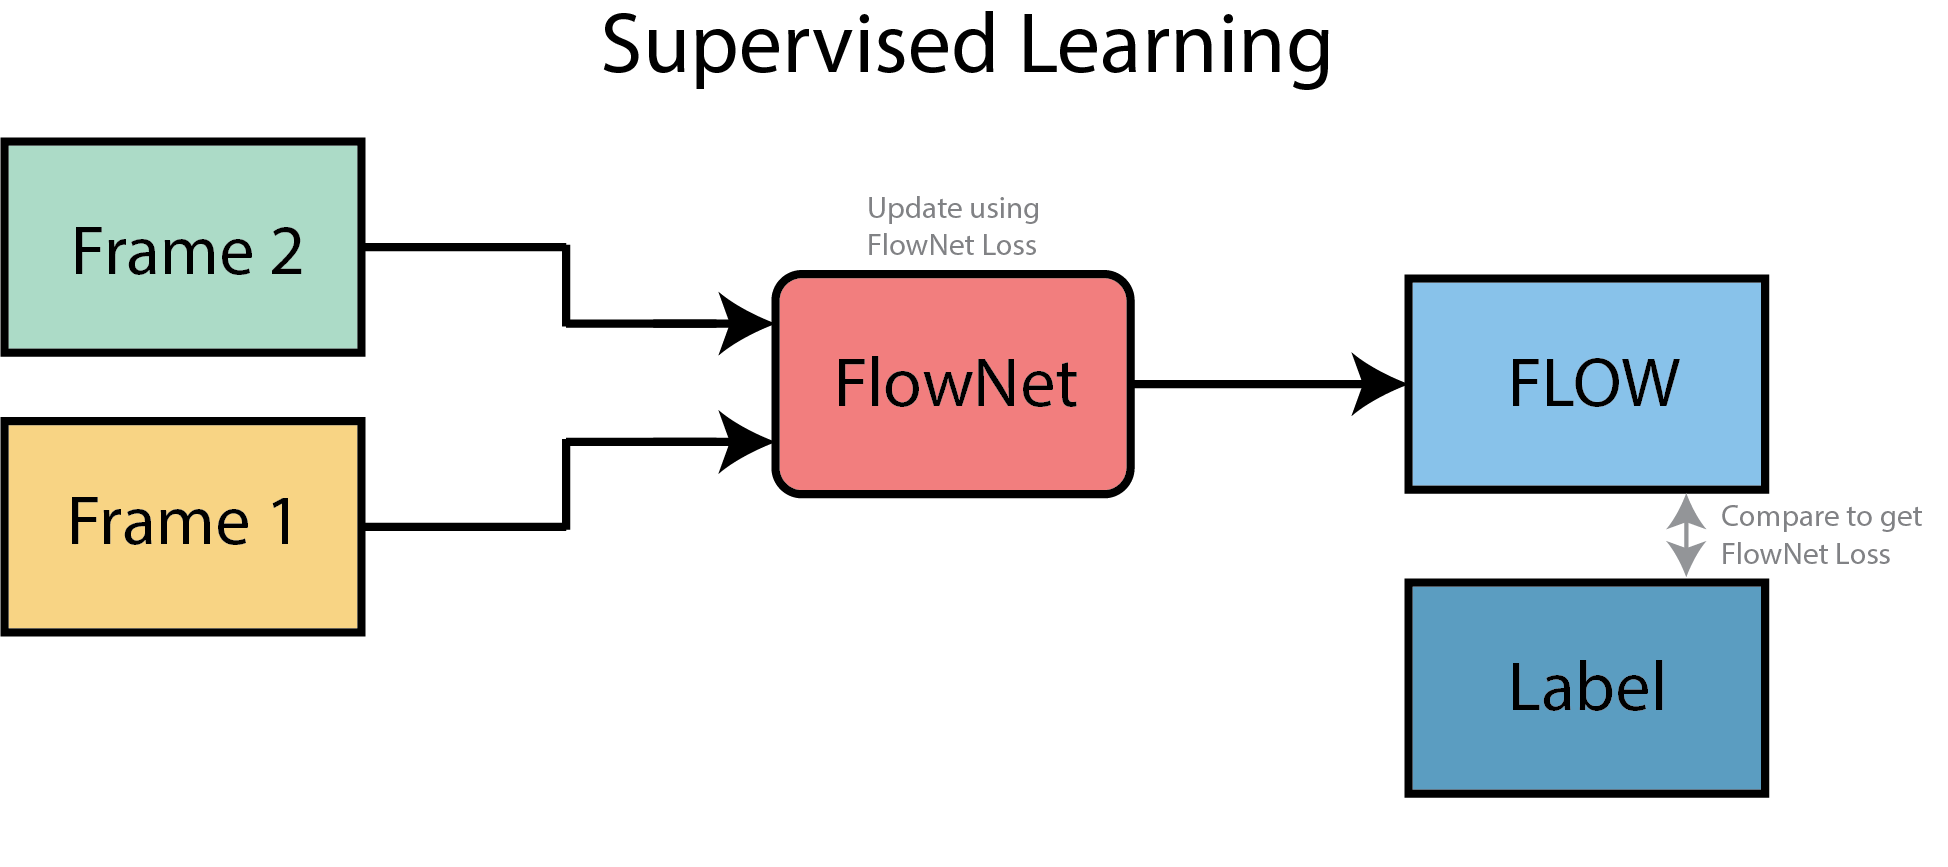 Supervised Learning
Frame 2
Update using
FlowNet Loss
FlowNet
FLOW
Frame 1
Compare to get
FlowNet Loss
Label